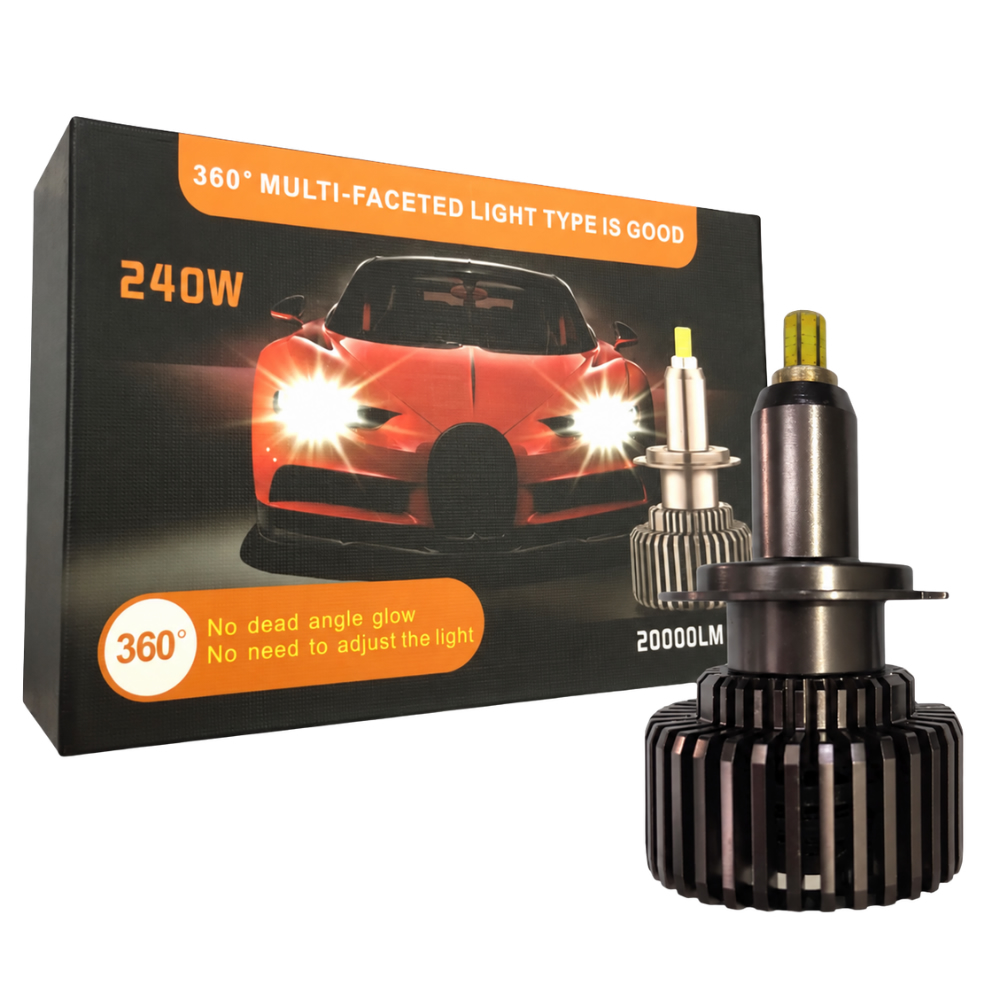 360° MULTI-FACETED LIGHT TYPE IS GOOD
240W
20000LM
360°
No dead angle glow
No need to adjust the light